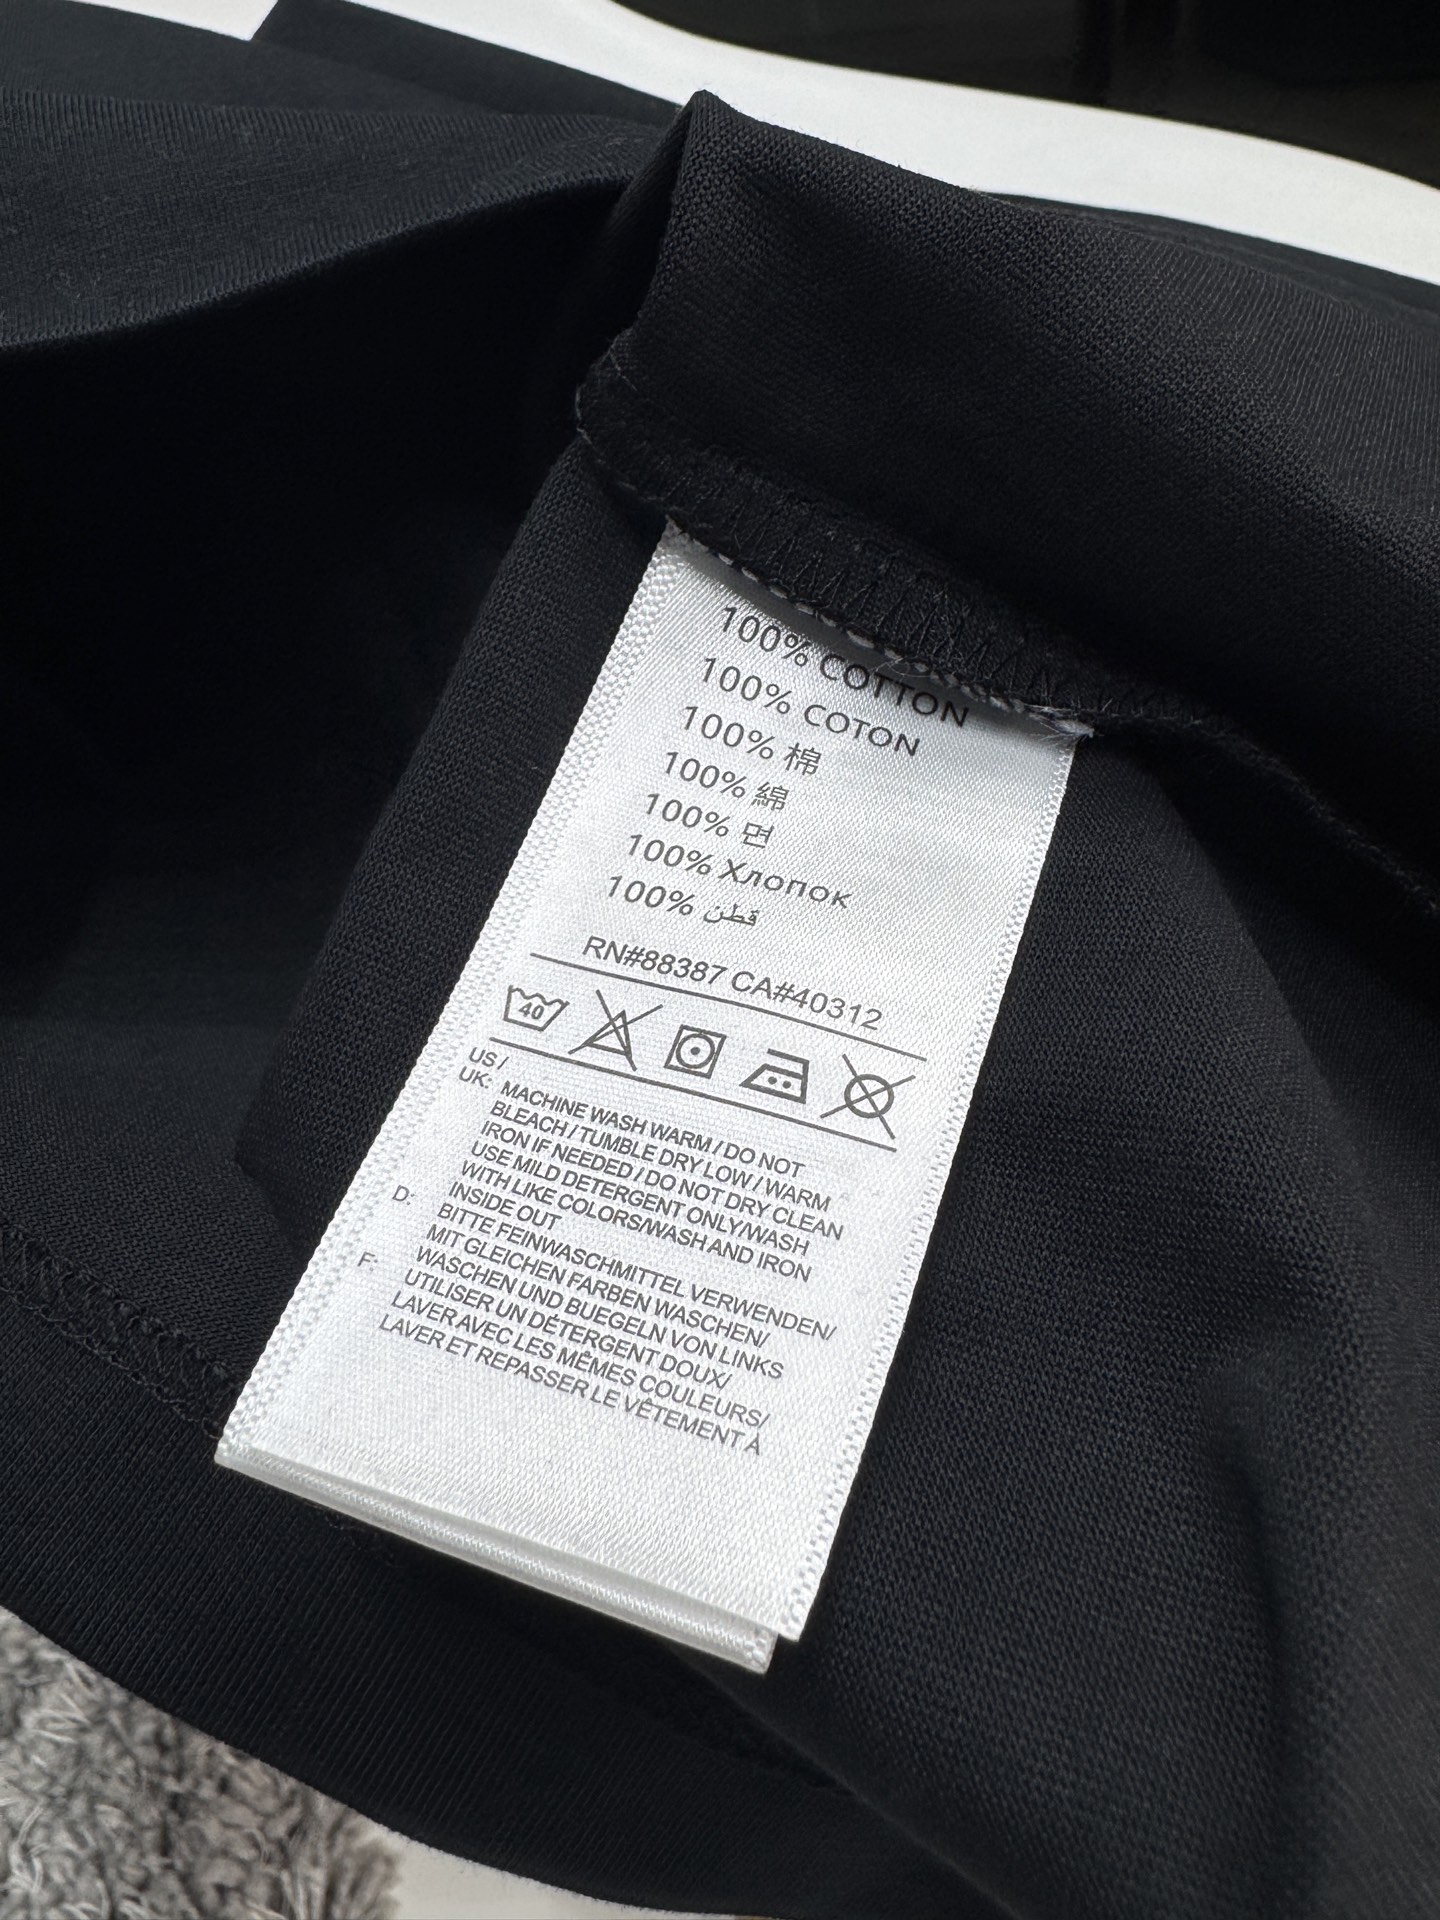 100% COTTON
100% COTON
100% 棉
100% 綿
100% 면
100% Хлопок
100% قطن
RN#88387 CA#40312
40
US /
UK: MACHINE WASH WARM / DO NOT
BLEACH / TUMBLE DRY LOW / WARM
IRON IF NEEDED / DO NOT DRY CLEAN
USE MILD DETERGENT ONLY/WASH
WITH LIKE COLORS/WASH AND IRON
INSIDE OUT
D: BITTE FEINWASCHMITTEL VERWENDEN/
MIT GLEICHEN FARBEN WASCHEN/
WASCHEN UND BUEGELN VON LINKS
F: UTILISER UN DÉTERGENT DOUX/
LAVER AVEC LES MÊMES COULEURS/
LAVER ET REPASSER LE VÊTEMENT À